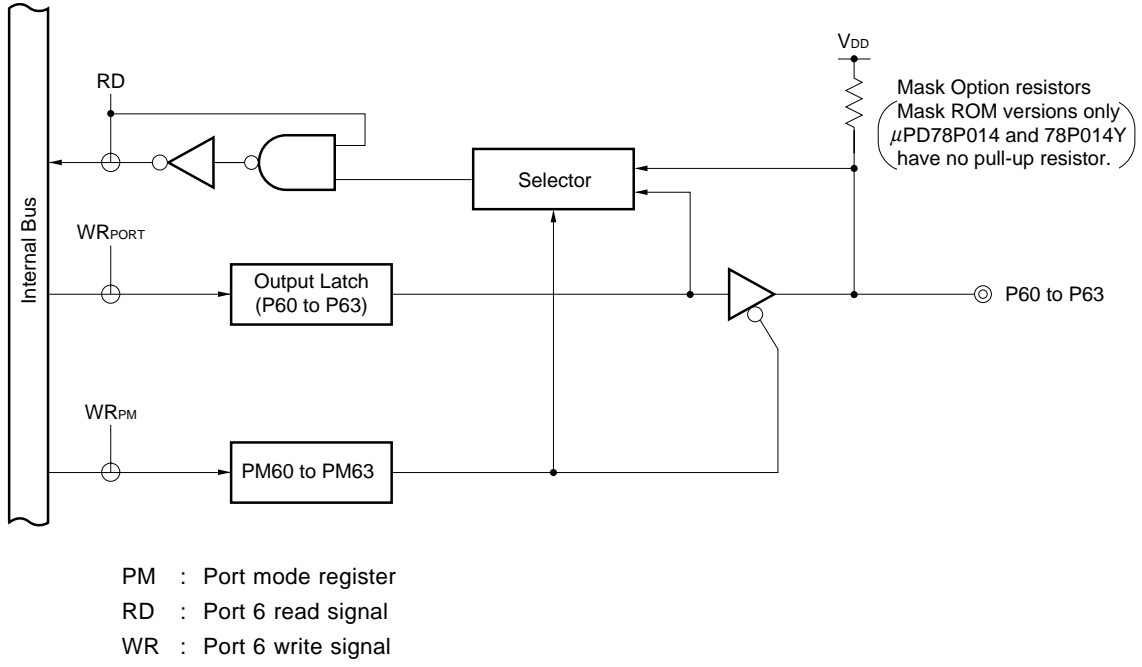 VDD
RD
Mask Option resistors
Mask ROM versions only
μPD78P014 and 78P014Y
have no pull-up resistor.
Selector
Internal Bus
WRPORT
Output Latch
(P60 to P63)
P60 to P63
WRPM
PM60 to PM63
PM : Port mode register
RD : Port 6 read signal
WR : Port 6 write signal